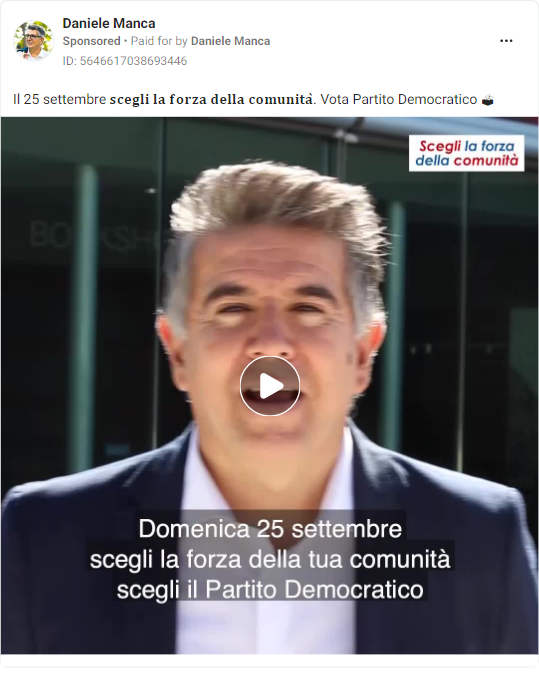 Daniele Manca
Sponsored • Paid for by Daniele Manca
ID: 5646617038693446
Il 25 settembre scegli la forza della comunità. Vota Partito Democratico 🗳
Scegli la forza
della comunità
Domenica 25 settembre
scegli la forza della tua comunità
scegli il Partito Democratico